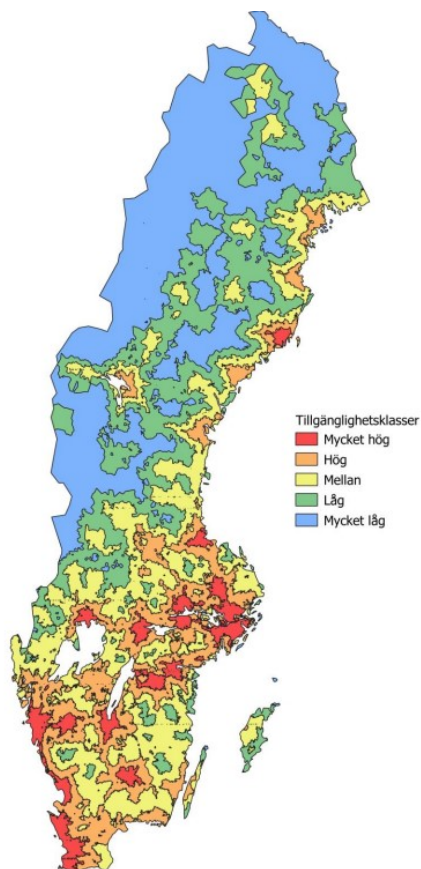 Tillgänglighetsklasser
Mycket hög
Hög
Mellan
Låg
Mycket låg